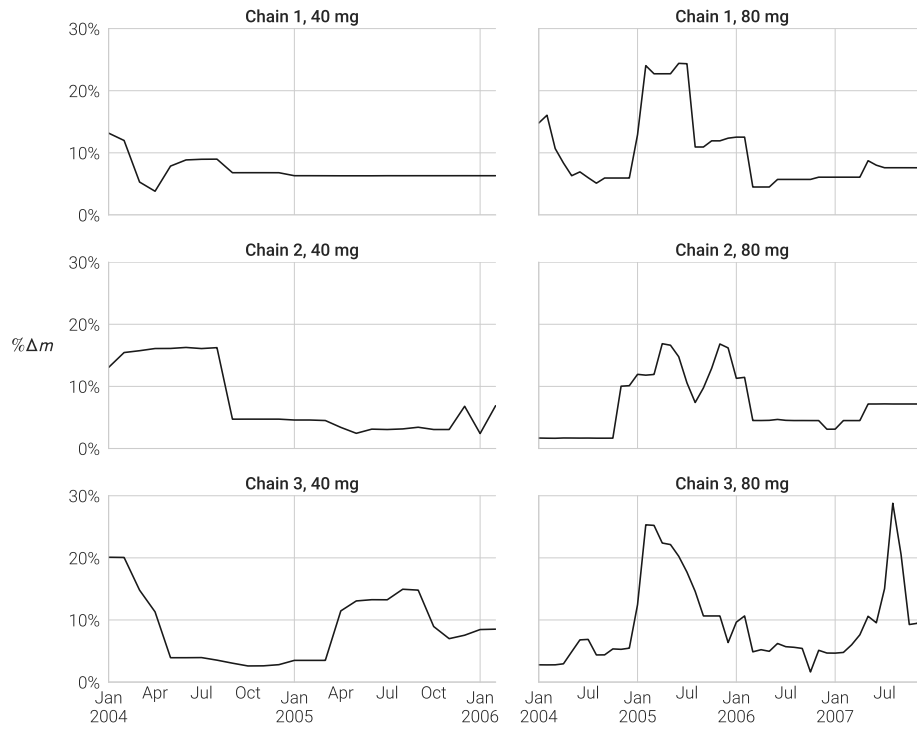 Chain 1, 40 mg
Chain 1, 80 mg
30%
20%
10%
0%
Chain 2, 40 mg
Chain 2, 80 mg
30%
20%
10%
0%
%Δm
Chain 3, 40 mg
Chain 3, 80 mg
30%
20%
10%
0%
Jan Apr Jul Oct Jan Apr Jul Oct Jan
2004 2005 2006
Jan Jul Jan Jul Jan Jul Jan Jul
2004 2005 2006 2007